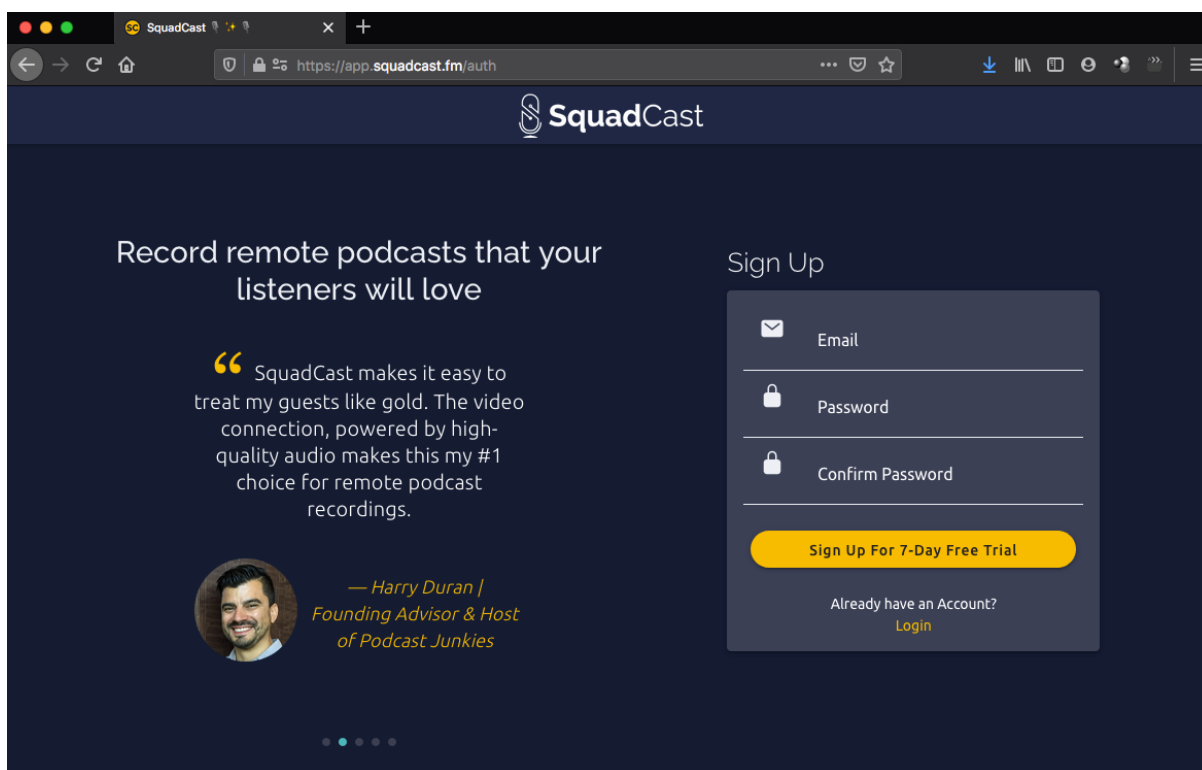 SquadCast
https://app.squadcast.fm/auth
SquadCast
Record remote podcasts that your
listeners will love
“ SquadCast makes it easy to
treat my guests like gold. The video
connection, powered by high-
quality audio makes this my #1
choice for remote podcast
recordings.
— Harry Duran |
Founding Advisor & Host
of Podcast Junkies
Sign Up
Email
Password
Confirm Password
Sign Up For 7-Day Free Trial
Already have an Account?
Login